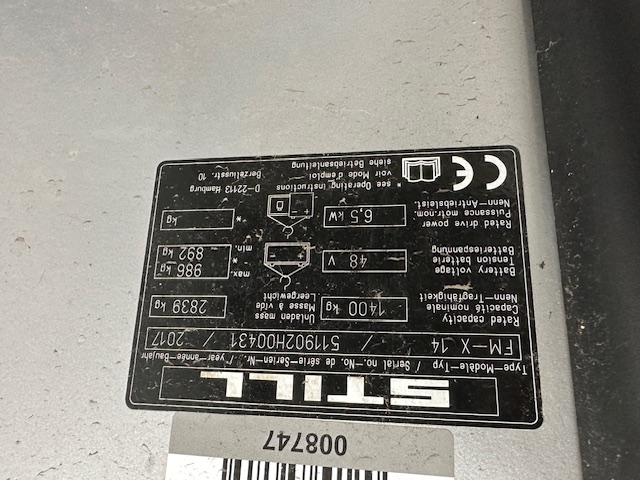 008747
STILL
Type-Modèle-Typ / Serial no.-No. de série-Serien-Nr. / year-année-Baujahr
FM-X 14 / 511902H00431 / 2017
Rated capacity
Capacité nominale
Nenn-Tragfähigkeit
1400 kg
Unladen mass
Masse à vide
Leergewicht
2839 kg
Battery voltage
Tension batterie
Batteriespannung
48 V
max 986 kg
* min. 892 kg
Rated drive power
Puissance motr.nom.
Nenn-Antriebsleist.
6,5 kW
* kg
CE
* see Operating instructions
voir Mode d'emploi
siehe Betriebsanleitung
D-22113 Hamburg
Berzeliusstr. 10